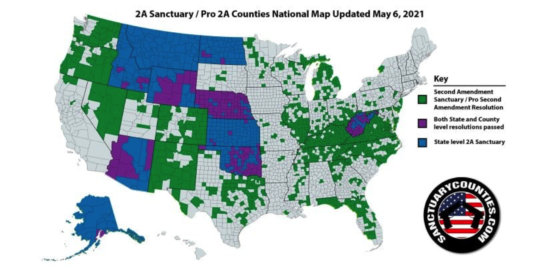 2A Sanctuary / Pro 2A Counties National Map Updated May 6, 2021
Key
Second Amendment
Sanctuary / Pro Second
Amendment Resolution
Both State and County
level resolutions passed
State level 2A Sanctuary
SANCTUARYCOUNTIES.COM